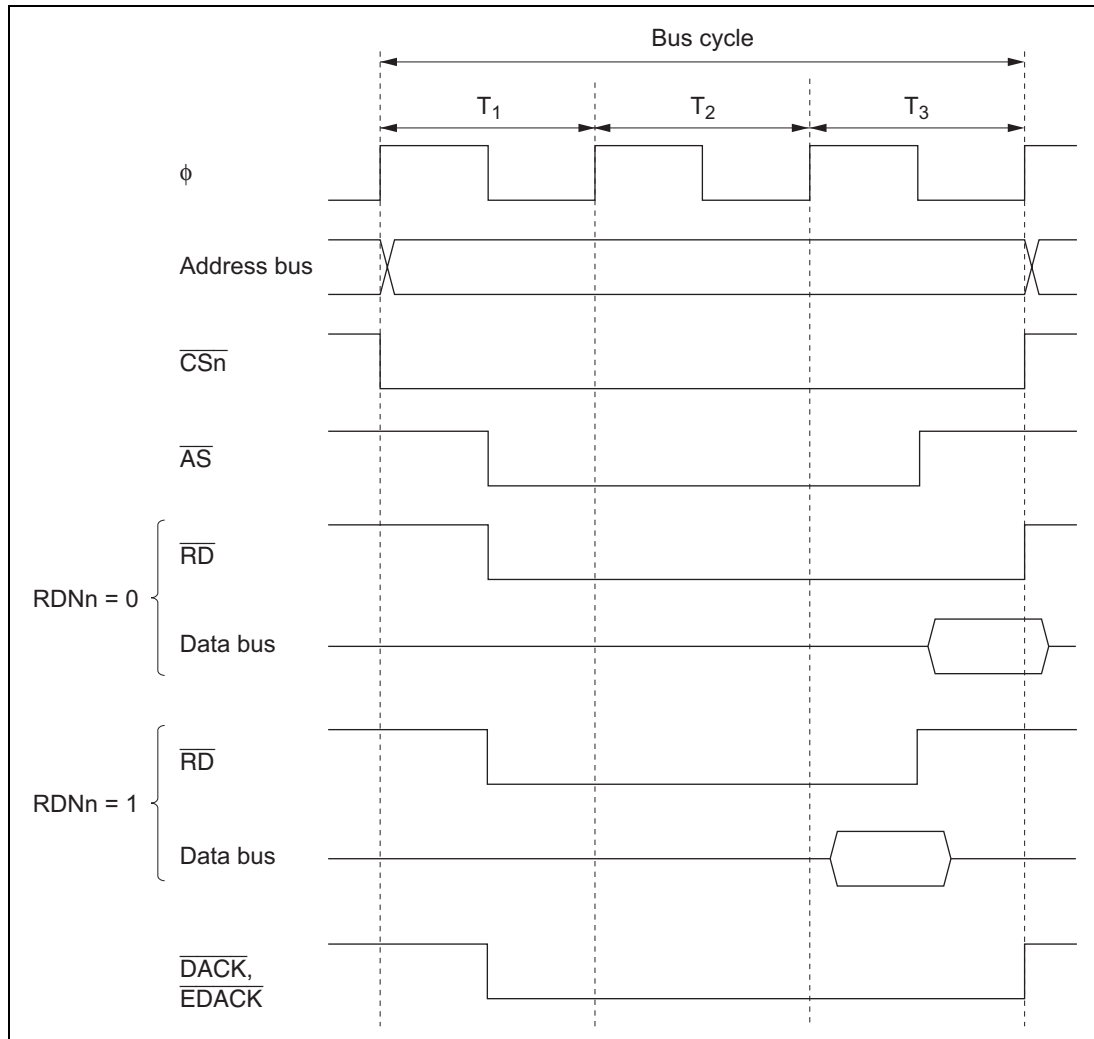 Bus cycle
T1 T2 T3
ϕ
Address bus
CSn
AS
RD
RDNn = 0
Data bus
RD
RDNn = 1
Data bus
DACK,
EDACK